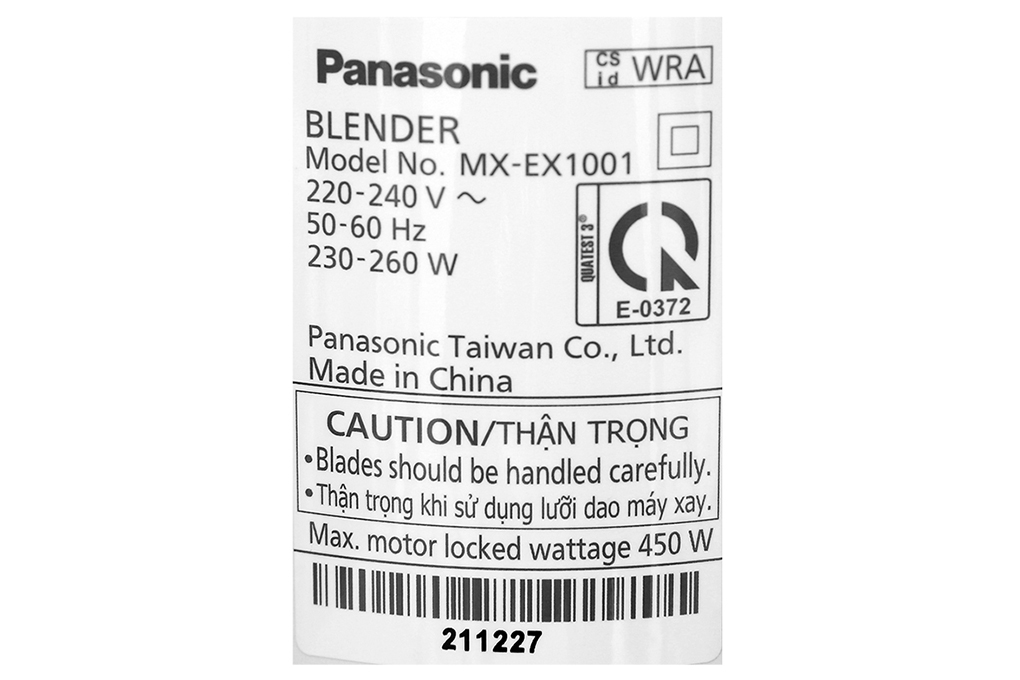 Panasonic
CS id WRA
BLENDER
Model No. MX-EX1001
220-240 V ~
50-60 Hz
230-260 W
QUATEST 3®
E-0372
Panasonic Taiwan Co., Ltd.
Made in China
CAUTION/THẬN TRỌNG
•Blades should be handled carefully.
•Thận trọng khi sử dụng lưỡi dao máy xay.
Max. motor locked wattage 450 W
211227